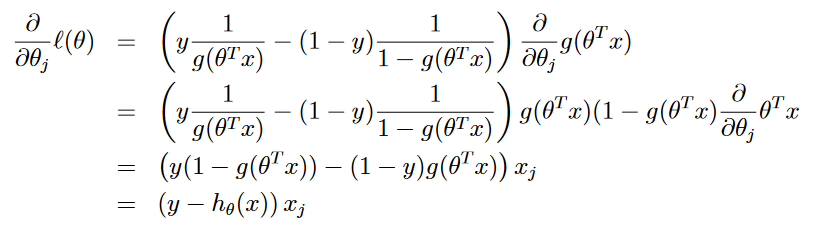 ∂/∂θ_j ℓ(θ) = ( y 1/g(θ^T x) − (1 − y) 1/(1 − g(θ^T x)) ) ∂/∂θ_j g(θ^T x)
= ( y 1/g(θ^T x) − (1 − y) 1/(1 − g(θ^T x)) ) g(θ^T x)(1 − g(θ^T x) ∂/∂θ_j θ^T x
= (y(1 − g(θ^T x)) − (1 − y)g(θ^T x)) x_j
= (y − h_θ(x)) x_j